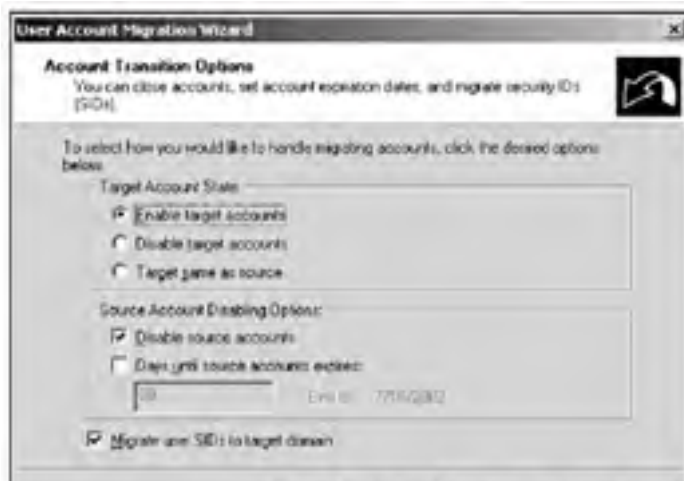 User Account Migration Wizard
Account Transition Options
You can close accounts, set account expiration dates, and migrate security IDs
(SIDs).
To select how you would like to handle migrating accounts, click the desired options
below.
Target Account State:
Enable target accounts
Disable target accounts
Target same as source
Source Account Disabling Options:
Disable source accounts
Days until source accounts expires:
Migrate user SIDs to target domain